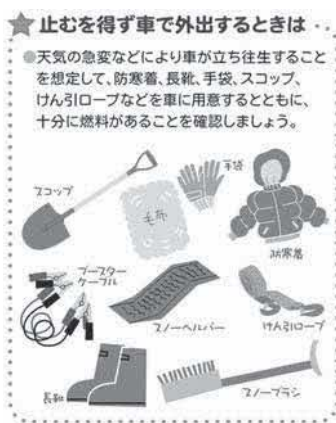 止むを得ず車で外出するときは
天気の急変などにより車が立ち往生すること
を想定して、防寒着、長靴、手袋、スコップ、
けん引ロープなどを車に用意するとともに、
十分に燃料があることを確認しましょう。
スコップ
毛布
手袋
防寒着
ブースター
ケーブル
スノーヘルパー
けん引ロープ
長靴
スノーブラシ